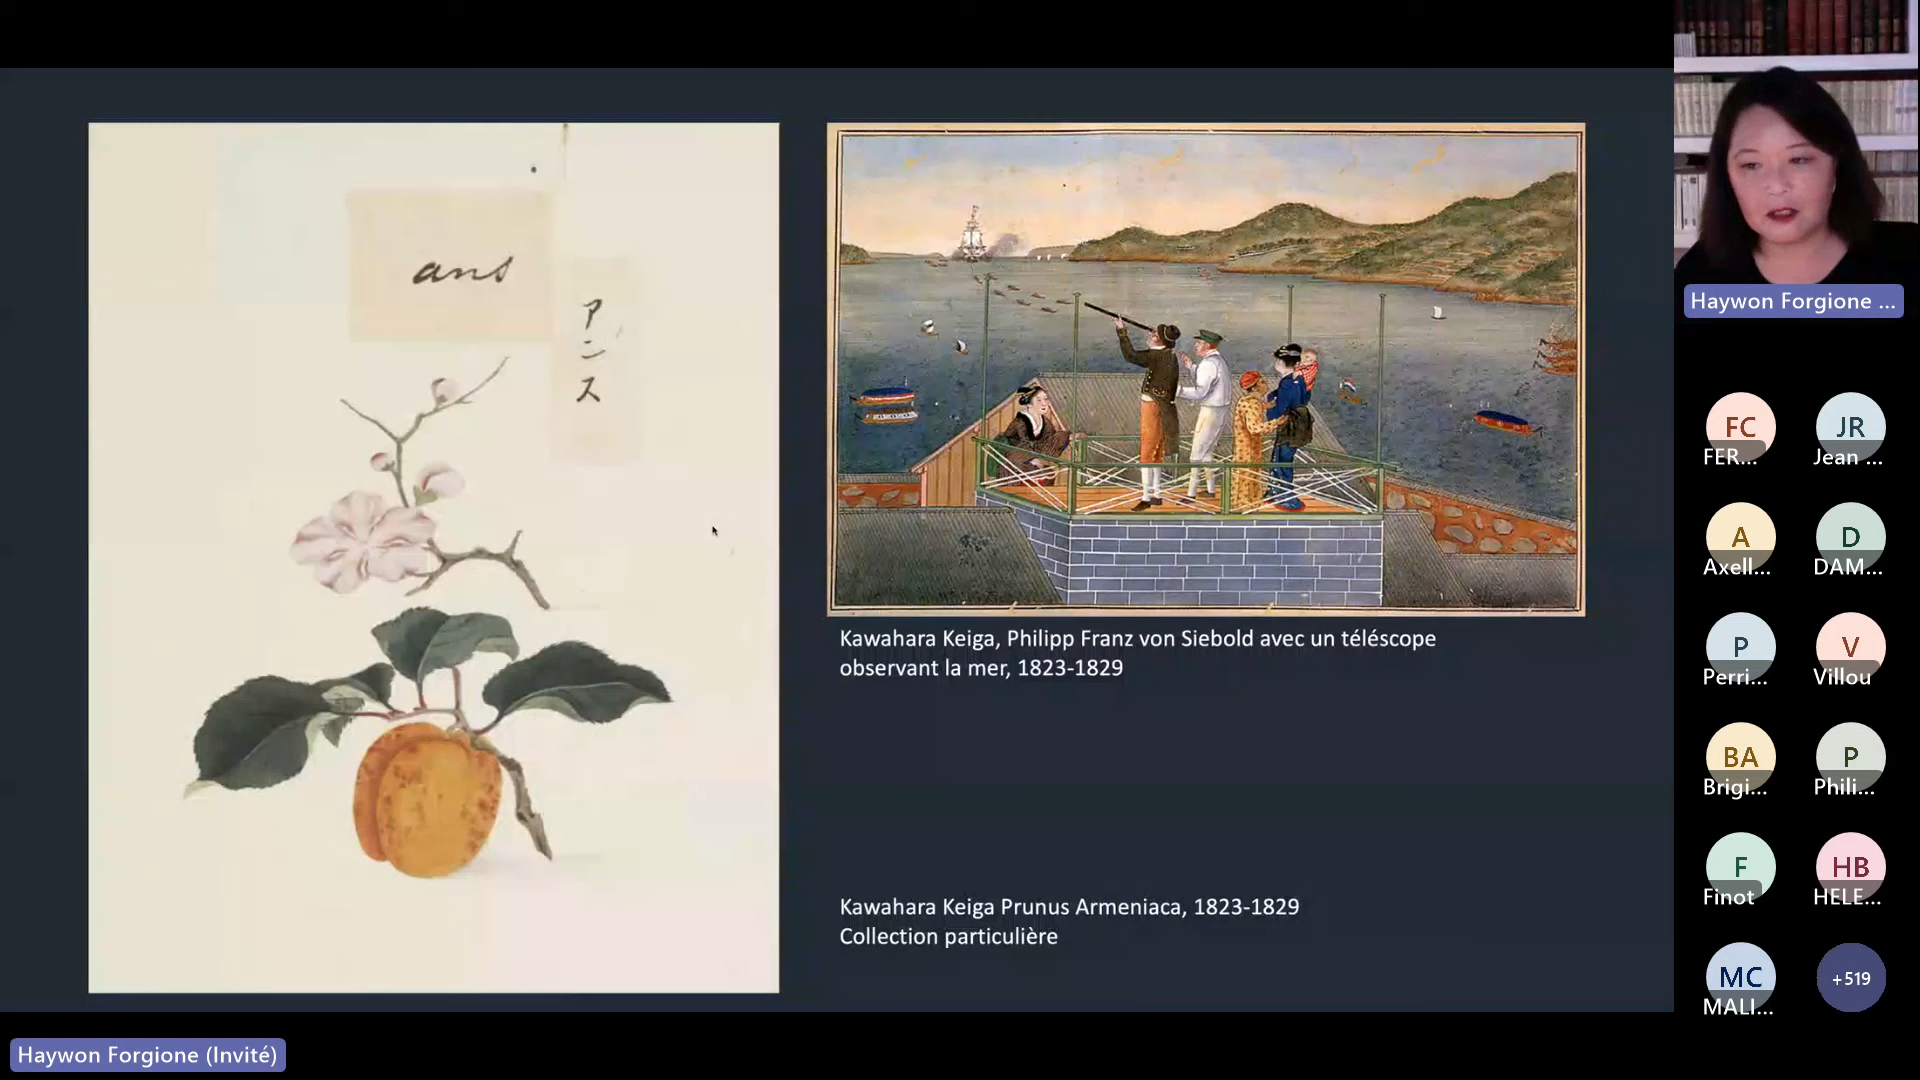 ans
アンス
Kawahara Keiga, Philipp Franz von Siebold avec un téléscope
observant la mer, 1823-1829
Kawahara Keiga Prunus Armeniaca, 1823-1829
Collection particulière
Haywon Forgione ...
FC
FER...
JR
Jean ...
A
Axell...
D
DAM...
P
Perri...
V
Villou
BA
Brigi...
P
Phili...
F
Finot
HB
HELE...
MC
MALI...
+519
Haywon Forgione (Invité)